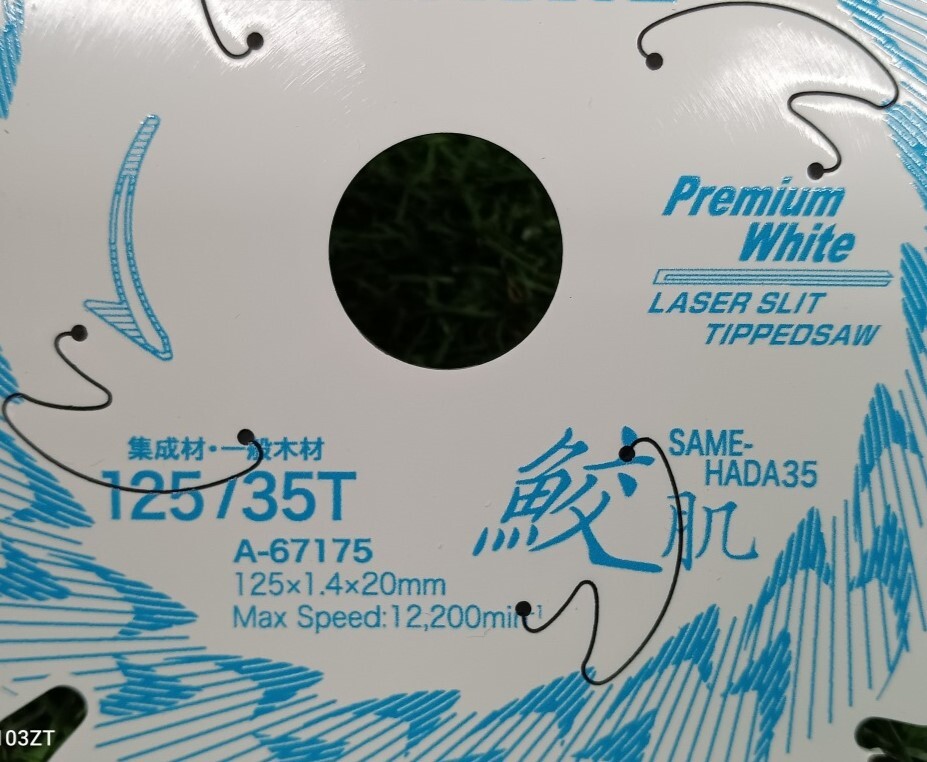 Premium
White
LASER SLIT
TIPPEDSAW
集成材・一般木材
125/35T
A-67175
125×1.4×20mm
Max Speed:12,200min⁻¹
鮫肌
SAME-
HADA35
103ZT